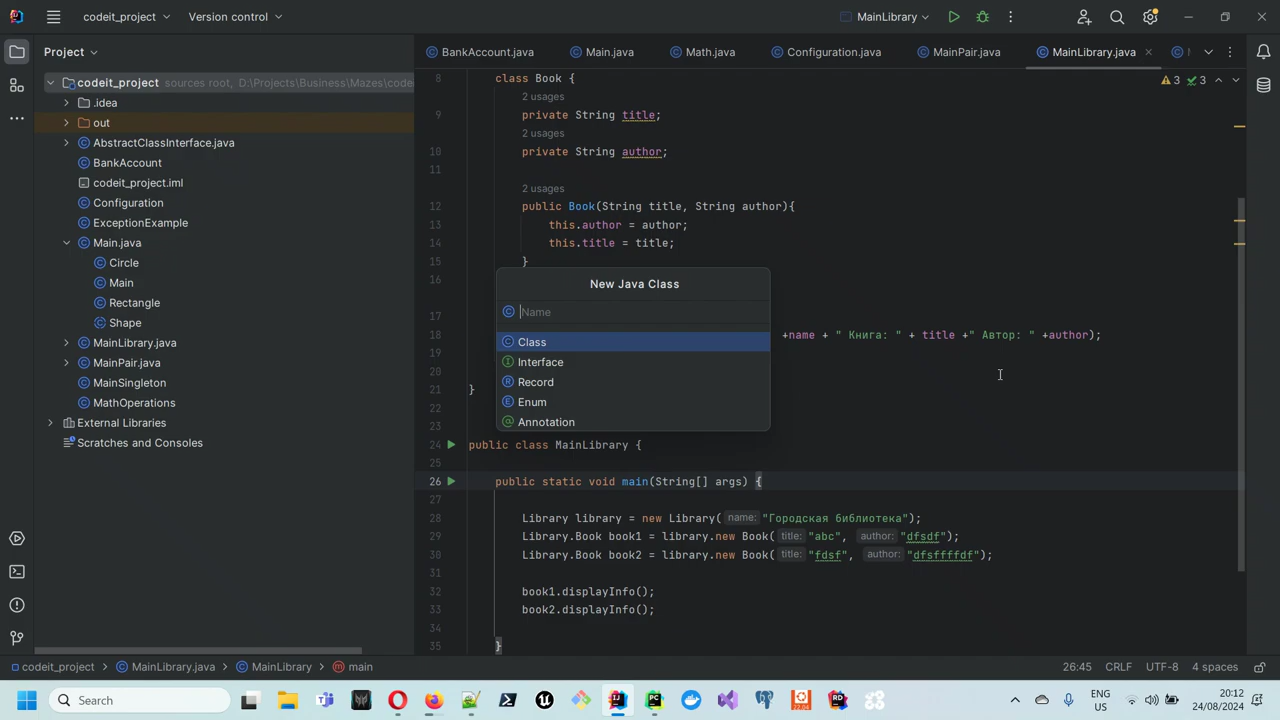 codeit_project
Version control
MainLibrary
Project
BankAccount.java
Main.java
Math.java
Configuration.java
MainPair.java
MainLibrary.java
codeit_project sources root, D:\Projects\Business\Mazes\code
.idea
out
AbstractClassInterface.java
BankAccount
codeit_project.iml
Configuration
ExceptionExample
Main.java
Circle
Main
Rectangle
Shape
MainLibrary.java
MainPair.java
MainSingleton
MathOperations
External Libraries
Scratches and Consoles
3 3
8 class Book {
2 usages
9 private String title;
2 usages
10 private String author;
11
2 usages
12 public Book(String title, String author){
13 this.author = author;
14 this.title = title;
15 }
16
17
18 +name + " Книга: " + title +" Автор: " +author);
19
20
21 }
22
23
24 public class MainLibrary {
25
26 public static void main(String[] args) {
27
28 Library library = new Library( name: "Городская библиотека");
29 Library.Book book1 = library.new Book( title: "abc", author: "dfsdf");
30 Library.Book book2 = library.new Book( title: "fdsf", author: "dfsffffdf");
31
32 book1.displayInfo();
33 book2.displayInfo();
34
35 }
New Java Class
Name
Class
Interface
Record
Enum
Annotation
codeit_project
MainLibrary.java
MainLibrary
main
26:45 CRLF UTF-8 4 spaces
Search
ENG
US
20:12
24/08/2024